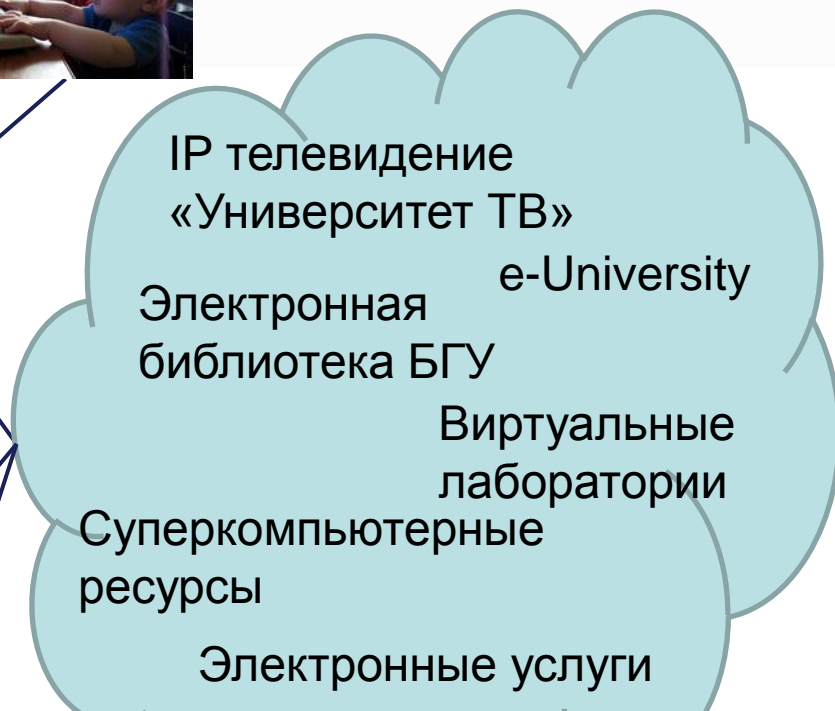 IP телевидение
«Университет ТВ»
e-University
Электронная
библиотека БГУ
Виртуальные
лаборатории
Суперкомпьютерные
ресурсы
Электронные услуги